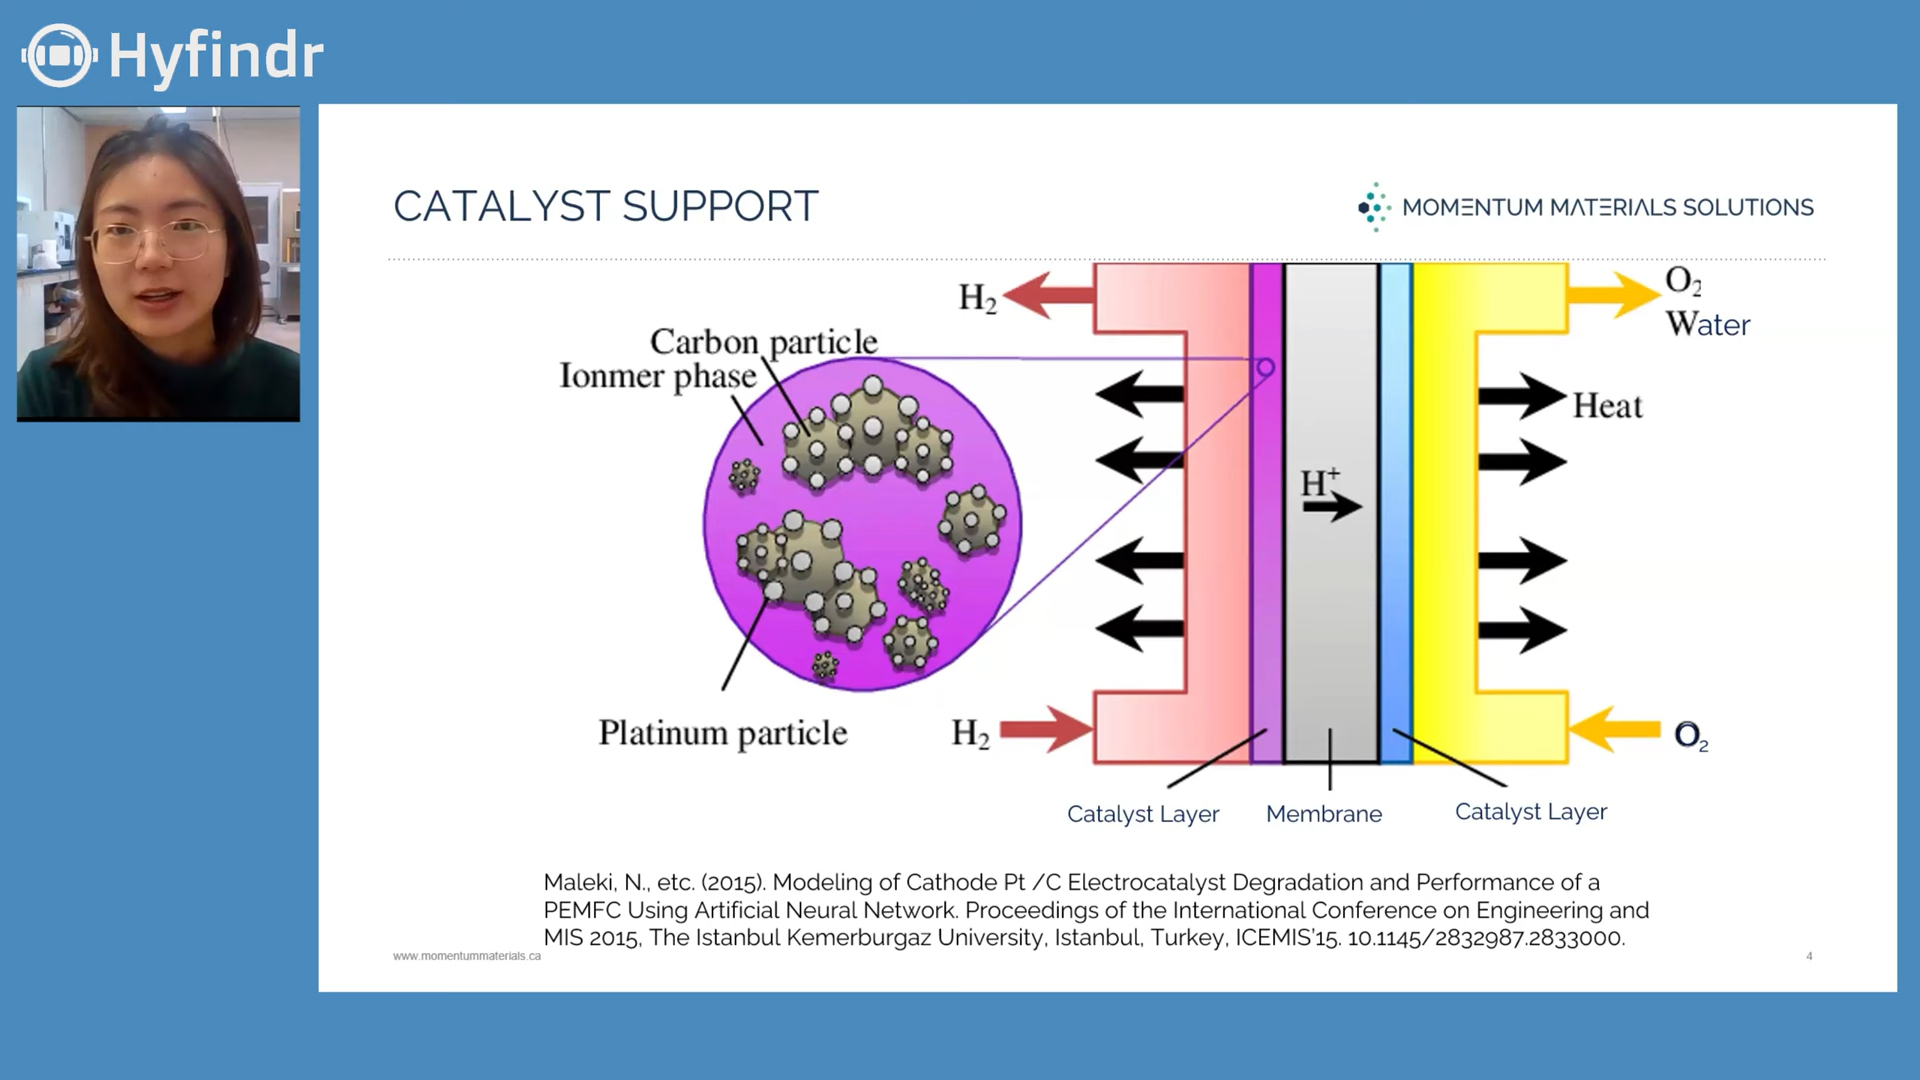 Hyfindr
CATALYST SUPPORT
MOMENTUM MATERIALS SOLUTIONS
H₂
O₂
Water
Carbon particle
Ionmer phase
Heat
H⁺
Platinum particle
H₂
O₂
Catalyst Layer
Membrane
Catalyst Layer
Maleki, N., etc. (2015). Modeling of Cathode Pt /C Electrocatalyst Degradation and Performance of a
PEMFC Using Artificial Neural Network. Proceedings of the International Conference on Engineering and
MIS 2015, The Istanbul Kemerburgaz University, Istanbul, Turkey, ICEMIS'15. 10.1145/2832987.2833000.
www.momentummaterials.ca
4